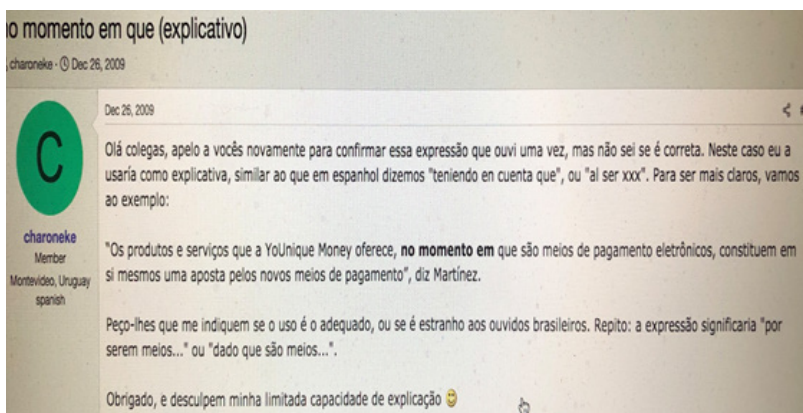 no momento em que (explicativo)
charoneke · Dec 26, 2009
Dec 26, 2009
C
Olá colegas, apelo a vocês novamente para confirmar essa expressão que ouvi uma vez, mas não sei se é correta. Neste caso eu a
usaría como explicativa, similar ao que em espanhol dizemos "teniendo en cuenta que", ou "al ser xxx". Para ser mais claros, vamos
ao exemplo:
charoneke
Member
Montevideo, Uruguay
spanish
"Os produtos e serviços que a YoUnique Money oferece, no momento em que são meios de pagamento eletrônicos, constituem em
si mesmos uma aposta pelos novos meios de pagamento", diz Martínez.
Peço-lhes que me indiquem se o uso é o adequado, ou se é estranho aos ouvidos brasileiros. Repito: a expressão significaria "por
serem meios..." ou "dado que são meios...".
Obrigado, e desculpem minha limitada capacidade de explicação